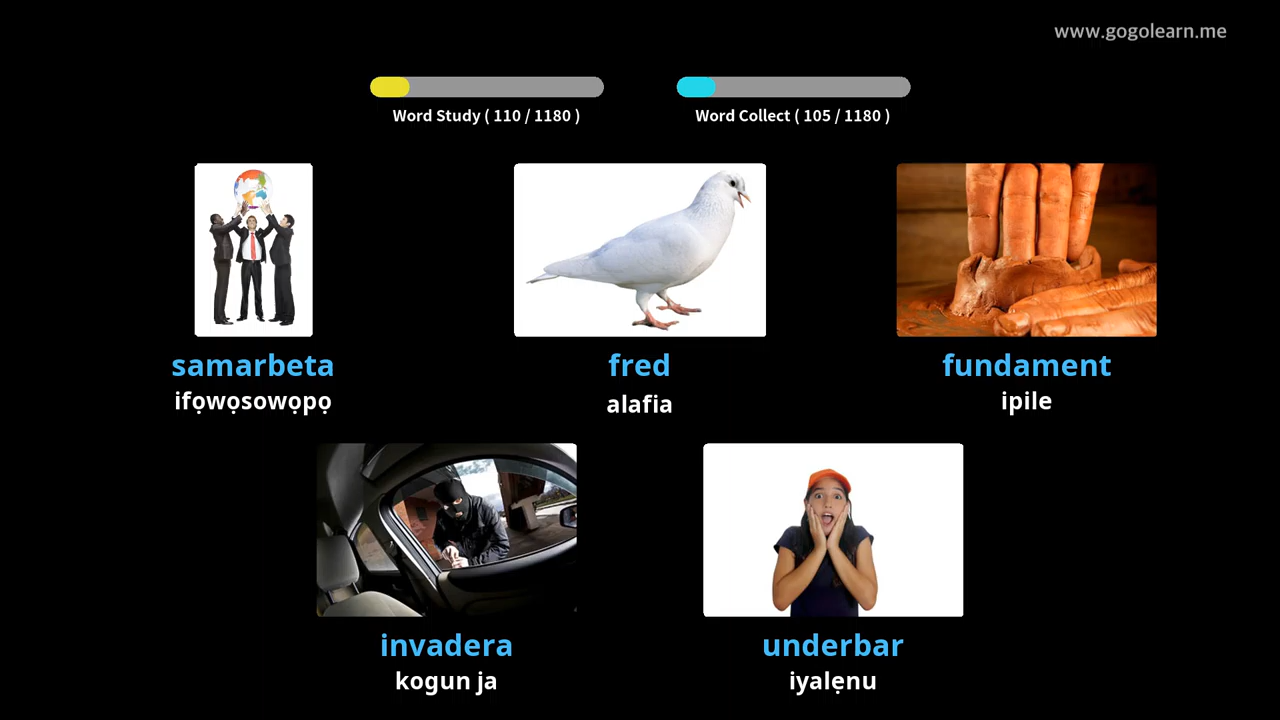 www.gogolearn.me
Word Study ( 110 / 1180 )
Word Collect ( 105 / 1180 )
samarbeta
ifọwọsowọpọ
fred
alafia
fundament
ipile
invadera
kogun ja
underbar
iyalẹnu